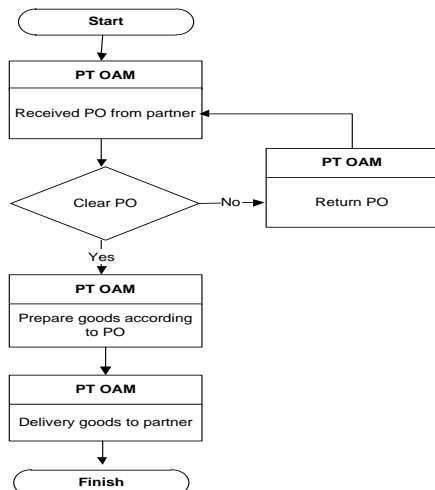 Start
PT OAM
Received PO from partner
PT OAM
Return PO
Clear PO
No
Yes
PT OAM
Prepare goods according
to PO
PT OAM
Delivery goods to partner
Finish